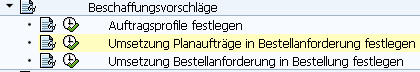 Beschaffungsvorschläge
Auftragsprofile festlegen
Umsetzung Planaufträge in Bestellanforderung festlegen
Umsetzung Bestellanforderung in Bestellung festlegen